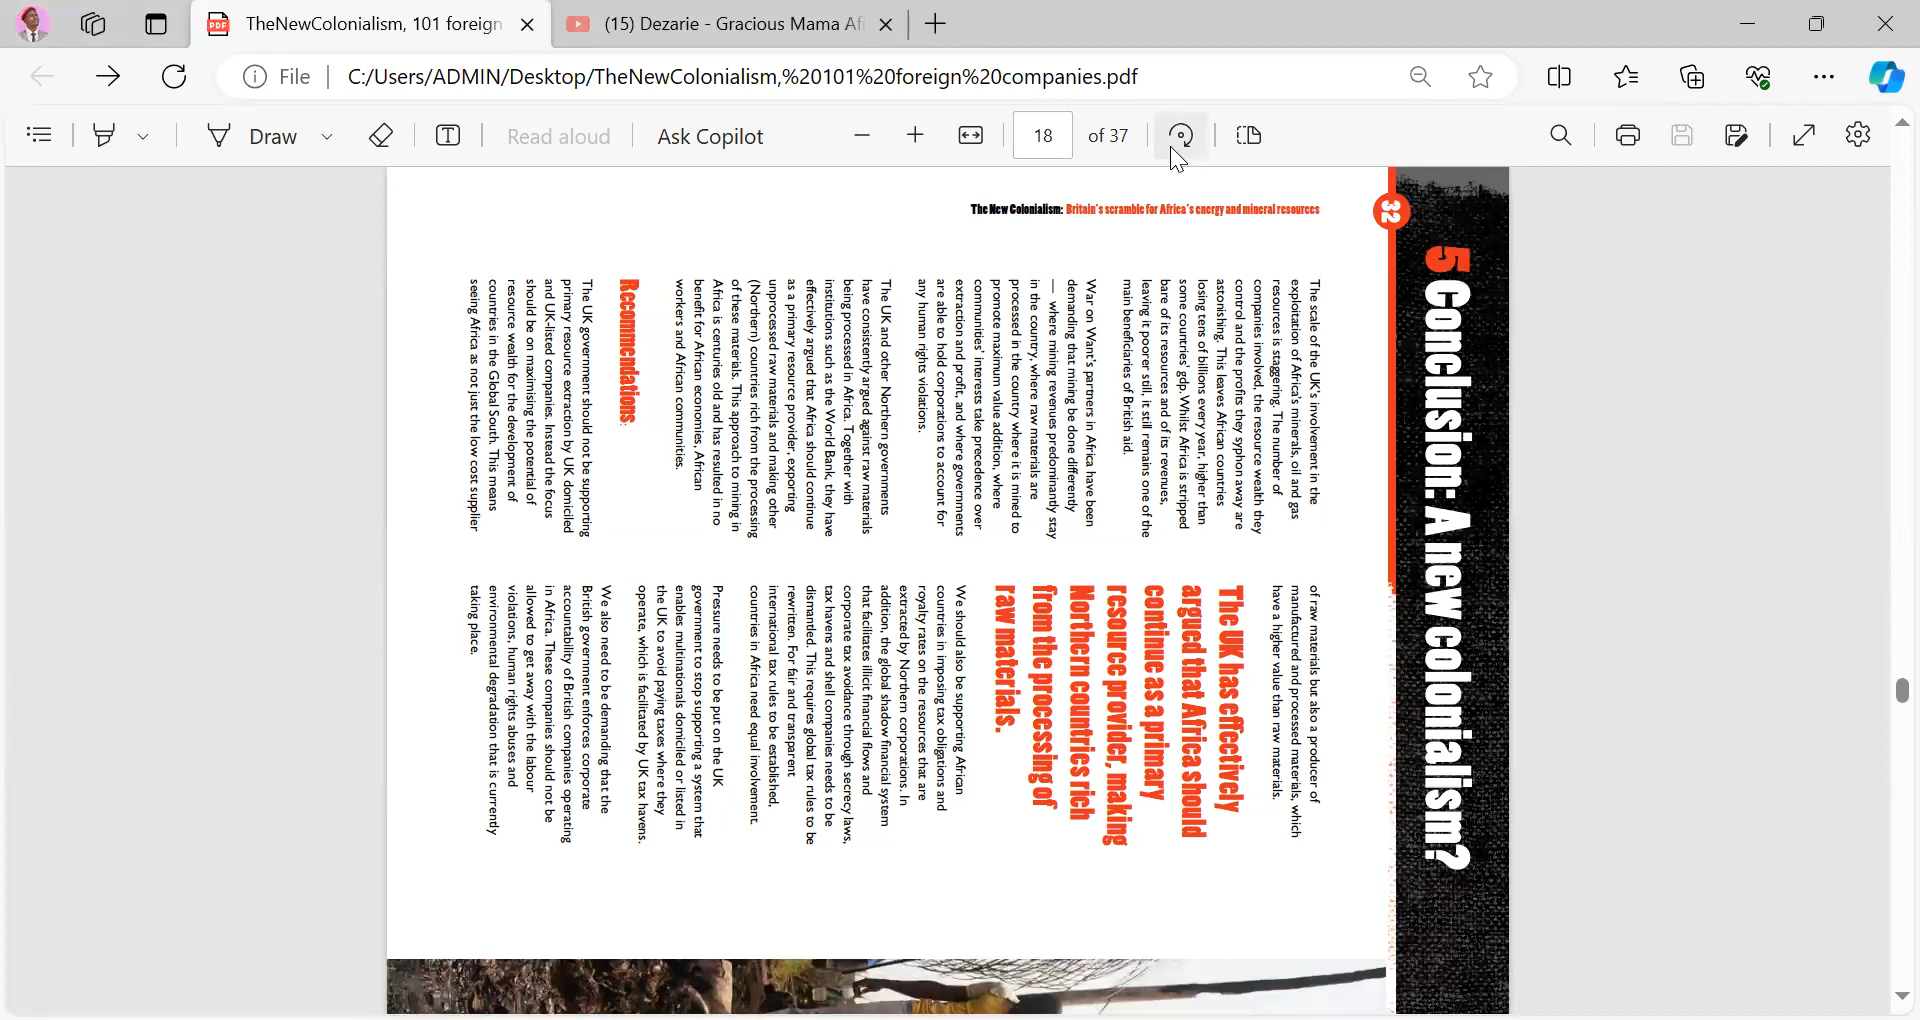 TheNewColonialism, 101 foreign
(15) Dezarie - Gracious Mama Af
File
C:/Users/ADMIN/Desktop/TheNewColonialism,%20101%20foreign%20companies.pdf
Draw
Read aloud
Ask Copilot
18
of 37
32
The New Colonialism: Britain's scramble for Africa's energy and mineral resources
5 Conclusion: A new colonialism?
The scale of the UK's involvement in the
exploitation of Africa's minerals, oil and gas
resources is staggering. The number of
companies involved, the resource wealth they
control and the profits they syphon away are
astonishing. This leaves African countries
losing tens of billions every year, higher than
some countries' gdp. Whilst Africa is stripped
bare of its resources and of its revenues,
leaving it poorer still, it still remains one of the
main beneficiaries of British aid.
War on Want's partners in Africa have been
demanding that mining be done differently
— where mining revenues predominantly stay
in the country, where raw materials are
processed in the country where it is mined to
promote maximum value addition, where
communities' interests take precedence over
extraction and profit, and where governments
are able to hold corporations to account for
any human rights violations.
The UK and other Northern governments
have consistently argued against raw materials
being processed in Africa. Together with
institutions such as the World Bank, they have
effectively argued that Africa should continue
as a primary resource provider, exporting
unprocessed raw materials and making other
(Northern) countries rich from the processing
of these materials. This approach to mining in
Africa is centuries old and has resulted in no
benefit for African economies, African
workers and African communities.
Recommendations:
The UK government should not be supporting
primary resource extraction by UK domiciled
and UK-listed companies. Instead the focus
should be on maximising the potential of
resource wealth for the development of
countries in the Global South. This means
seeing Africa as not just the low cost supplier
of raw materials but also a producer of
manufactured and processed materials, which
have a higher value than raw materials.
The UK has effectively
argued that Africa should
continue as a primary
resource provider, making
Northern countries rich
from the processing of
raw materials.
We should also be supporting African
countries in imposing tax obligations and
royalty rates on the resources that are
extracted by Northern corporations. In
addition, the global shadow financial system
that facilitates illicit financial flows and
corporate tax avoidance through secrecy laws,
tax havens and shell companies needs to be
dismantled. This requires global tax rules to be
rewritten. For fair and transparent
international tax rules to be established,
countries in Africa need equal involvement.
Pressure needs to be put on the UK
government to stop supporting a system that
enables multinationals domiciled or listed in
the UK to avoid paying taxes where they
operate, which is facilitated by UK tax havens.
We also need to be demanding that the
British government enforces corporate
accountability of British companies operating
in Africa. These companies should not be
allowed to get away with the labour
violations, human rights abuses and
environmental degradation that is currently
taking place.